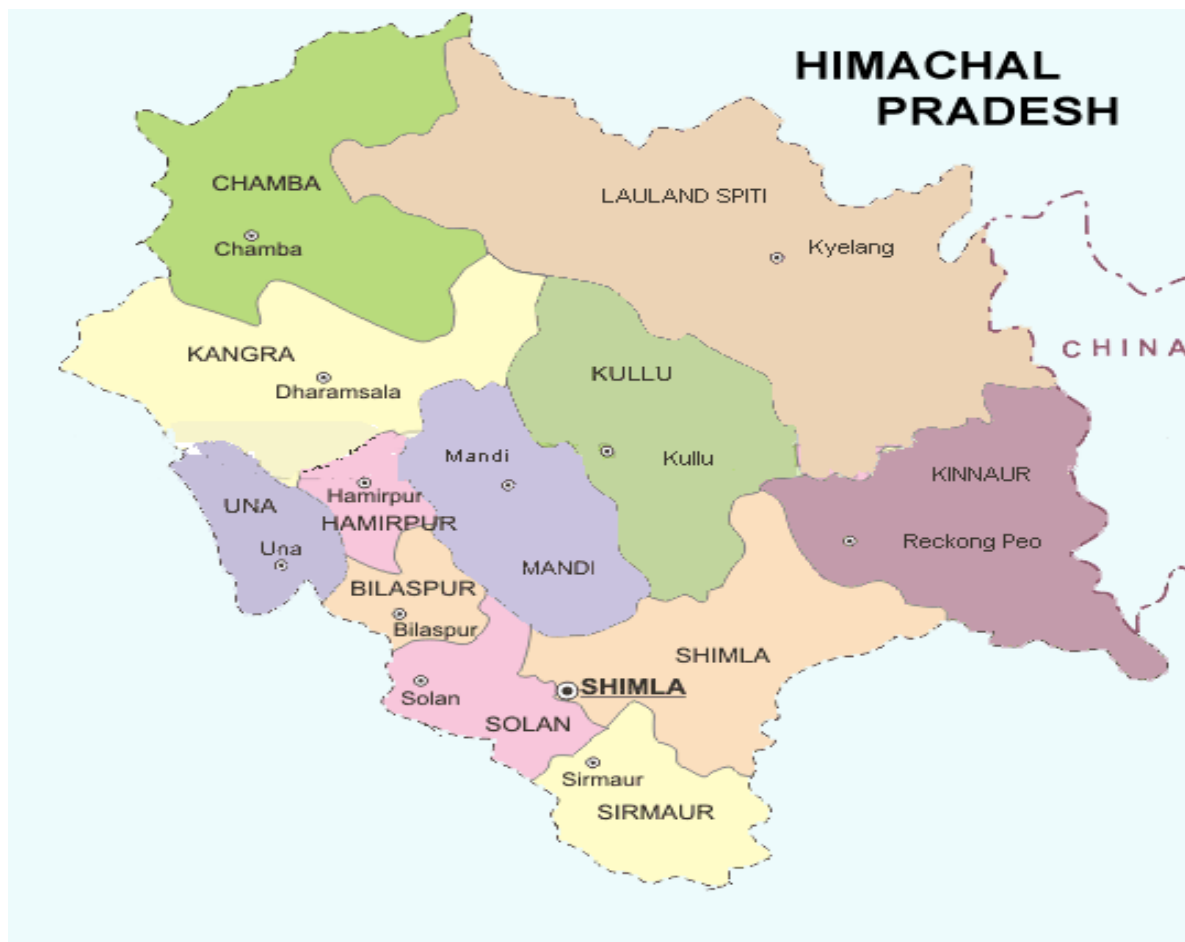 HIMACHAL
PRADESH
CHAMBA
Chamba
LAULAND SPITI
Kyelang
CHINA
KANGRA
Dharamsala
KULLU
Kullu
Mandi
MANDI
KINNAUR
Reckong Peo
UNA
Una
Hamirpur
HAMIRPUR
BILASPUR
Bilaspur
SHIMLA
SHIMLA
Solan
SOLAN
Sirmaur
SIRMAUR